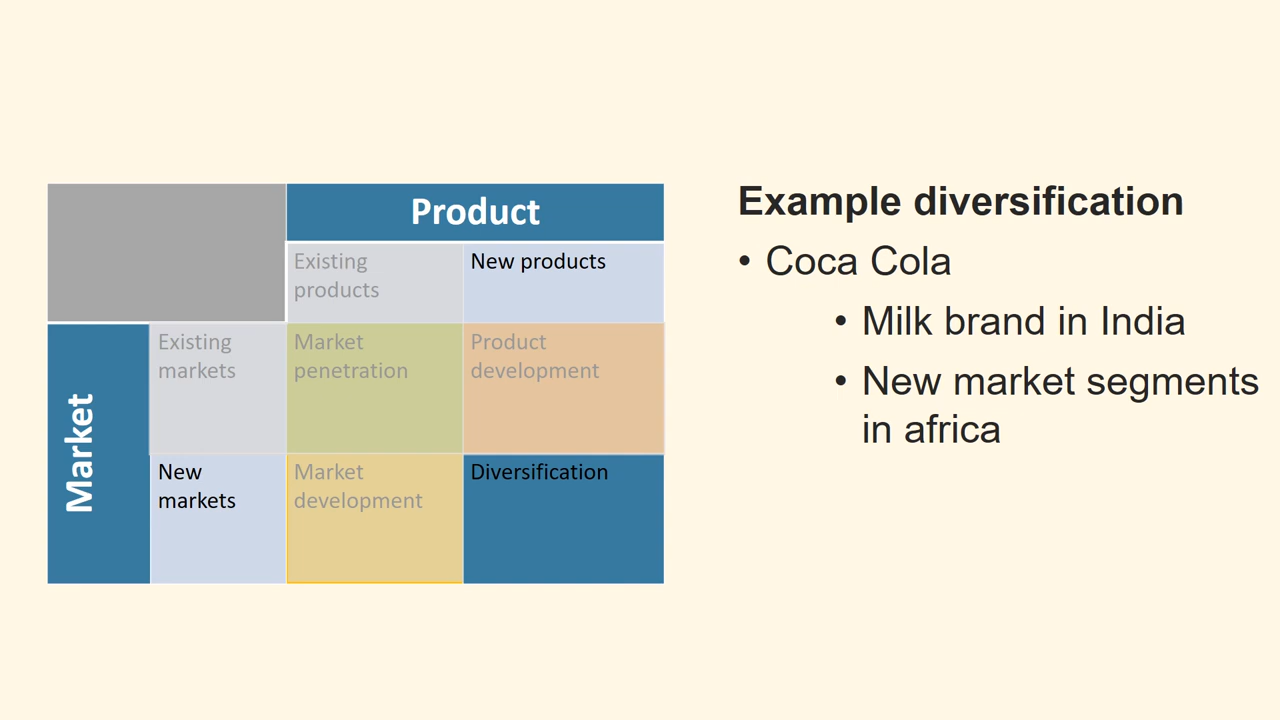 Product
Existing
products
New products
Market
Existing
markets
Market
penetration
Product
development
New
markets
Market
development
Diversification
Example diversification
• Coca Cola
• Milk brand in India
• New market segments
in africa